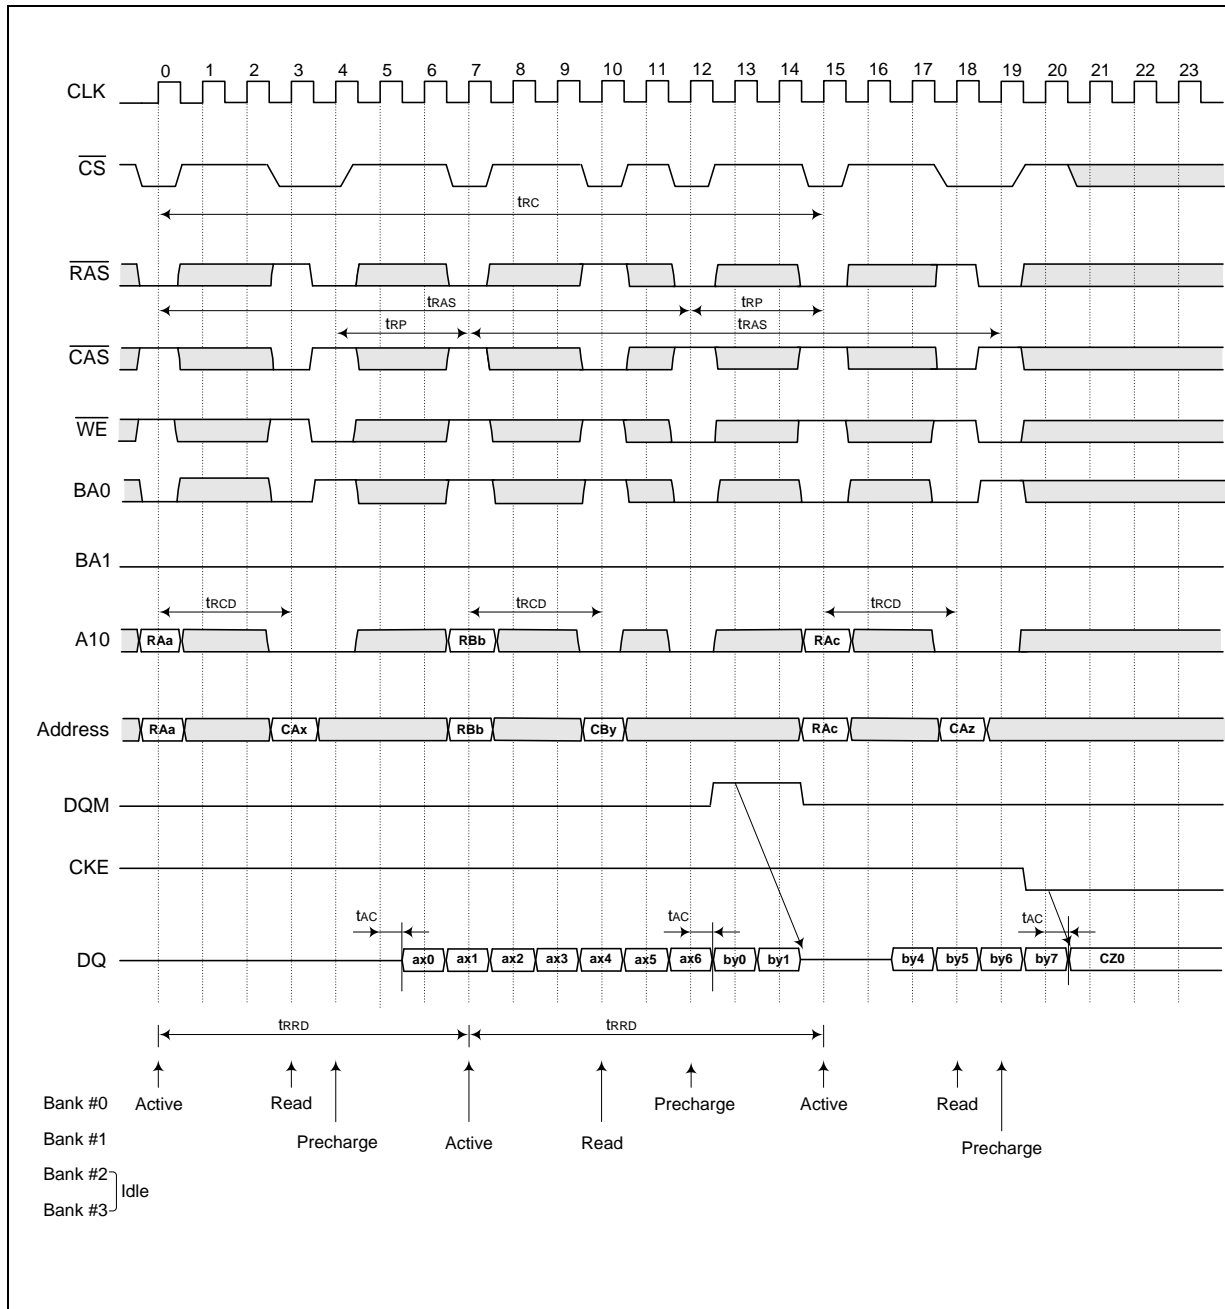 0 1 2 3 4 5 6 7 8 9 10 11 12 13 14 15 16 17 18 19 20 21 22 23
CLK
CS
tRC
RAS
tRAS tRP
tRP tRAS
CAS
WE
BA0
BA1
tRCD tRCD tRCD
A10 RAa RBb RAc
Address RAa CAx RBb CBy RAc CAz
DQM
CKE
tAC tAC tAC
DQ ax0 ax1 ax2 ax3 ax4 ax5 ax6 by0 by1 by4 by5 by6 by7 CZ0
tRRD tRRD
Bank #0 Active Read Precharge Active Read
Bank #1 Precharge Active Read Precharge
Bank #2
Idle
Bank #3